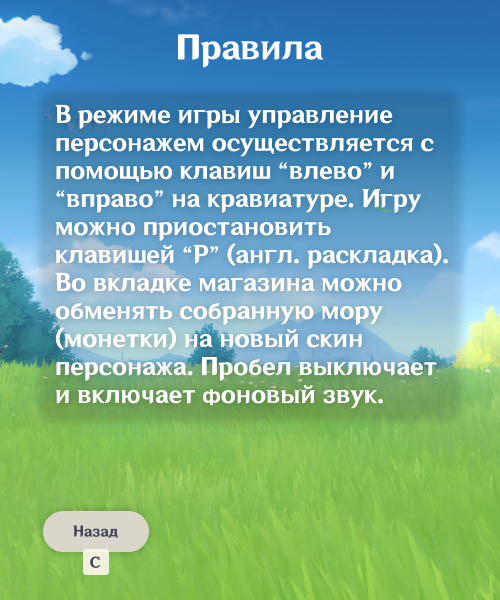 Правила
В режиме игры управление
персонажем осуществляется с
помощью клавиш “влево” и
“вправо” на кравиатуре. Игру
можно приостановить
клавишей “P” (англ. раскладка).
Во вкладке магазина можно
обменять собранную мору
(монетки) на новый скин
персонажа. Пробел выключает
и включает фоновый звук.
Назад
C